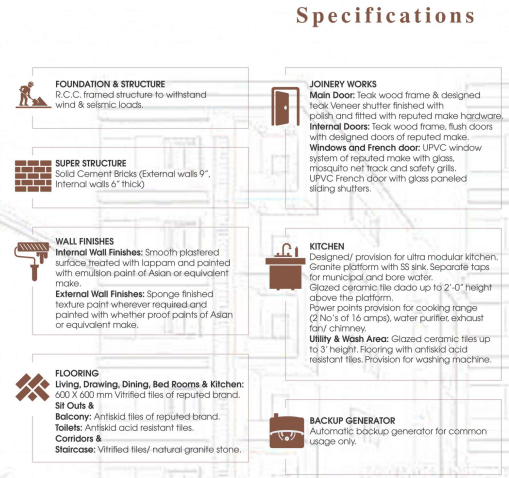 Specifications
FOUNDATION & STRUCTURE
R.C.C. framed structure to withstand
wind & seismic loads.
SUPER STRUCTURE
Solid Cement Bricks (External walls 9”,
Internal walls 6” thick)
WALL FINISHES
Internal Wall Finishes: Smooth plastered
surface treated with lappam and painted
with emulsion paint of Asian or equivalent
make.
External Wall Finishes: Sponge finished
texture paint wherever required and
painted with whether proof paints of Asian
or equivalent make.
FLOORING
Living, Drawing, Dining, Bed Rooms & Kitchen:
600 X 600 mm Vitrified tiles of reputed brand.
Sit Outs &
Balcony: Antiskid tiles of reputed brand.
Toilets: Antiskid acid resistant tiles.
Corridors &
Staircase: Vitrified tiles/ natural granite stone.
JOINERY WORKS
Main Door: Teak wood frame & designed
teak Veneer shutter finished with
polish and fitted with reputed make hardware.
Internal Doors: Teak wood frame, flush doors
with designed doors of reputed make.
Windows and French door: UPVC window
system of reputed make with glass,
mosquito net track and safety grills.
UPVC French door with glass paneled
sliding shutters.
KITCHEN
Designed/ provision for ultra modular kitchen.
Granite platform with SS sink. Separate taps
for municipal and bore water.
Glazed ceramic tile dado up to 2’-0” height
above the platform.
Power points provision for cooking range
(2 No’s of 16 amps), water purifier, exhaust
fan/ chimney.
Utility & Wash Area: Glazed ceramic tiles up
to 3’ height. Flooring with antiskid acid
resistant tiles. Provision for washing machine.
BACKUP GENERATOR
Automatic backup generator for common
usage only.